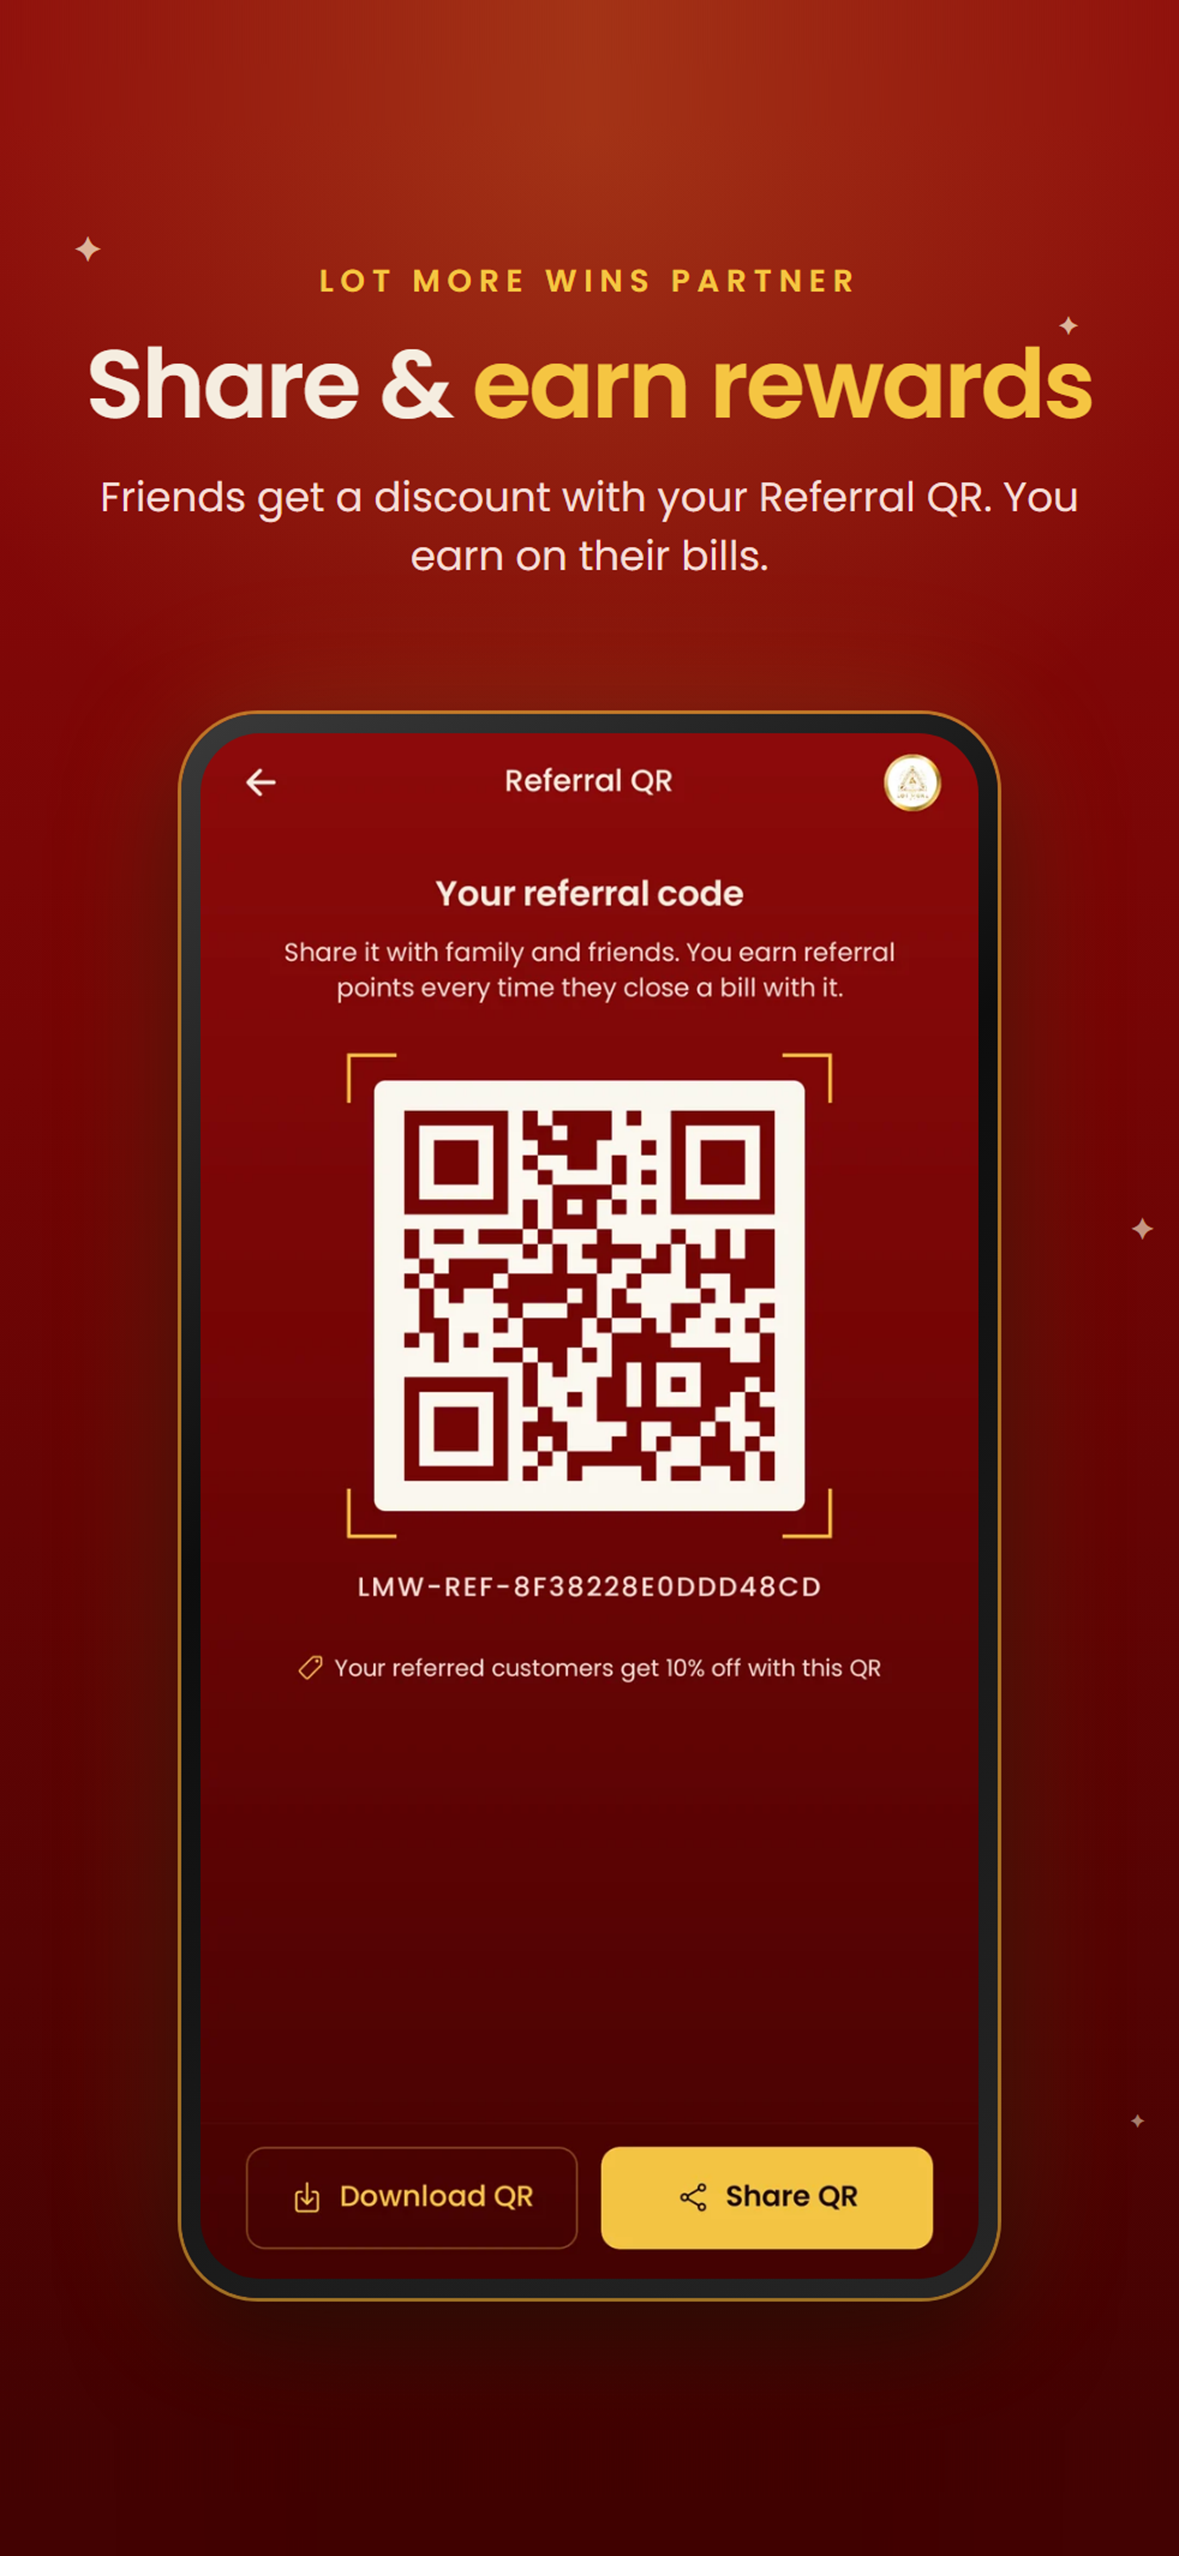 LOT MORE WINS PARTNER
Share & earn rewards
Friends get a discount with your Referral QR. You
earn on their bills.
Referral QR
Your referral code
Share it with family and friends. You earn referral
points every time they close a bill with it.
LMW-REF-8F38228E0DDD48CD
Your referred customers get 10% off with this QR
Download QR
Share QR